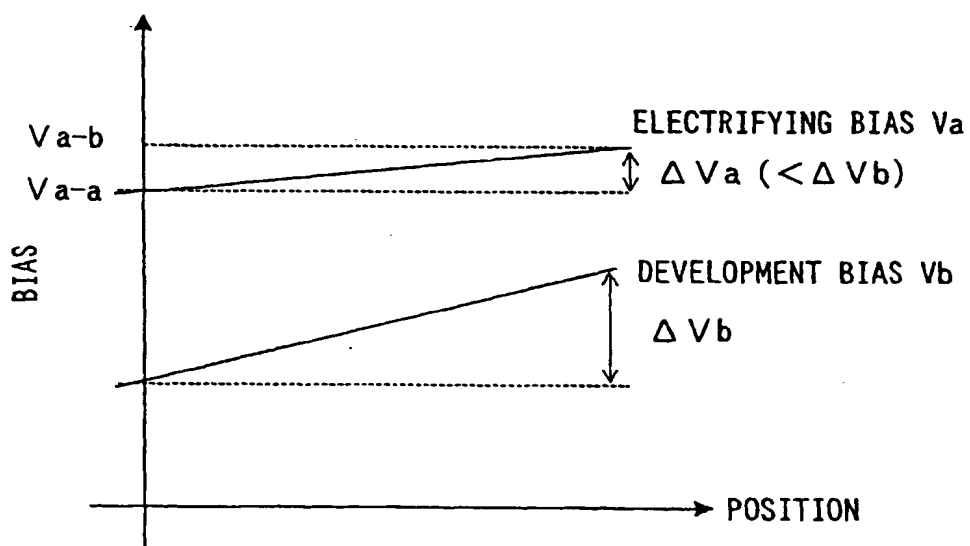 Va-b
ELECTRIFYING BIAS Va
Va-a
ΔVa (<ΔVb)
BIAS
DEVELOPMENT BIAS Vb
ΔVb
POSITION